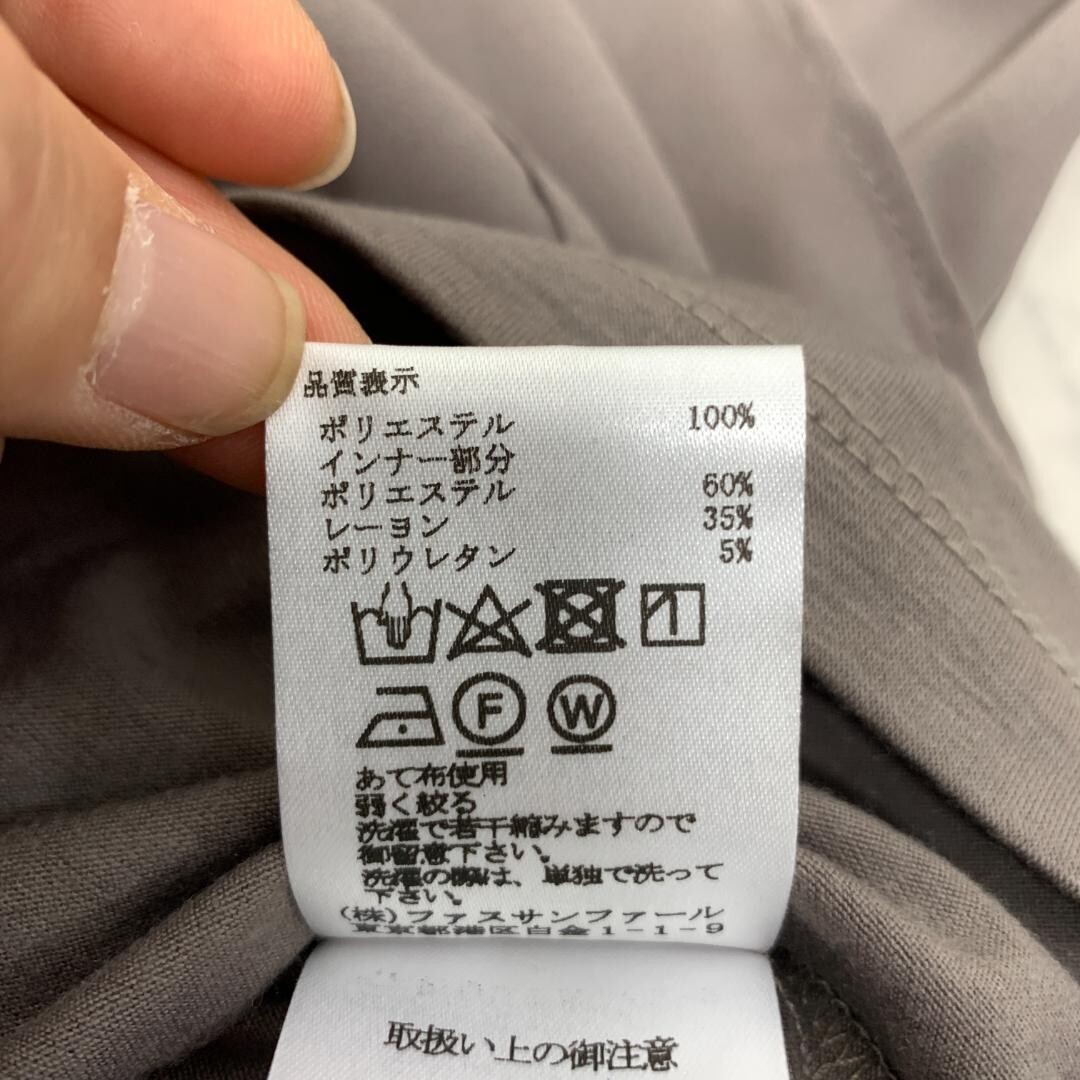 品質表示
ポリエステル 100%
インナー部分
ポリエステル 60%
レーヨン 35%
ポリウレタン 5%
F W
あて布使用
弱く絞る
洗濯で若干縮みますので
御留意下さい。
洗濯の際は、単独で洗って
下さい。
(株)ファスサンファール
東京都港区白金1-1-9
取扱い上の御注意